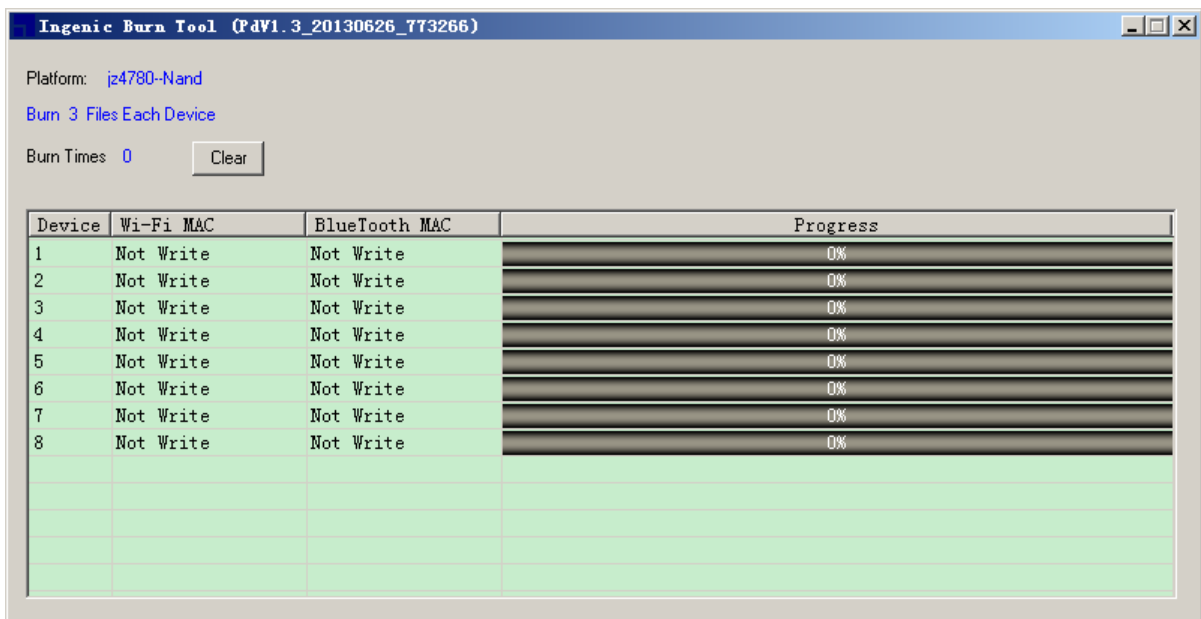 Ingenic Burn Tool (PdV1.3_20130626_773266)
Platform: jz4780--Nand
Burn 3 Files Each Device
Burn Times 0 Clear
Device Wi-Fi MAC BlueTooth MAC Progress
1 Not Write Not Write 0%
2 Not Write Not Write 0%
3 Not Write Not Write 0%
4 Not Write Not Write 0%
5 Not Write Not Write 0%
6 Not Write Not Write 0%
7 Not Write Not Write 0%
8 Not Write Not Write 0%